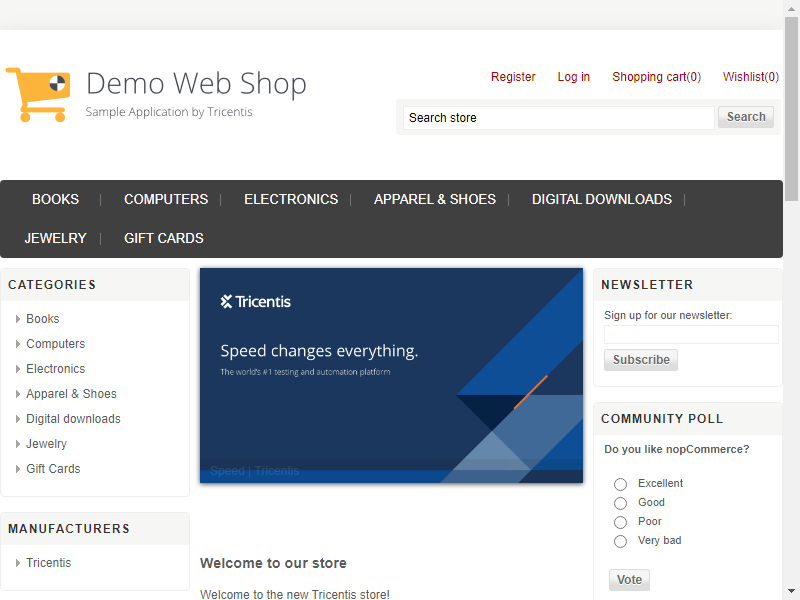 Demo Web Shop
Sample Application by Tricentis
Register Log in Shopping cart(0) Wishlist(0)
Search store Search
BOOKS COMPUTERS ELECTRONICS APPAREL & SHOES DIGITAL DOWNLOADS
JEWELRY GIFT CARDS
CATEGORIES
Books
Computers
Electronics
Apparel & Shoes
Digital downloads
Jewelry
Gift Cards
MANUFACTURERS
Tricentis
Tricentis
Speed changes everything.
The world's #1 testing and automation platform
Speed | Tricentis
Welcome to our store
Welcome to the new Tricentis store!
NEWSLETTER
Sign up for our newsletter:
Subscribe
COMMUNITY POLL
Do you like nopCommerce?
Excellent
Good
Poor
Very bad
Vote